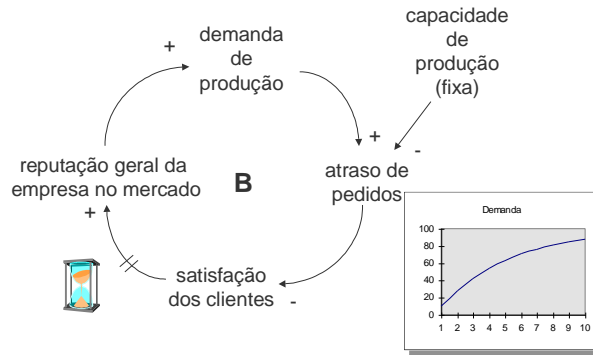 demanda
de
produção
+
capacidade
de
produção
(fixa)
+
-
reputação geral da
empresa no mercado
+
B
atraso de
pedidos
satisfação
dos clientes
-
Demanda
100
80
60
40
20
0
1 2 3 4 5 6 7 8 9 10